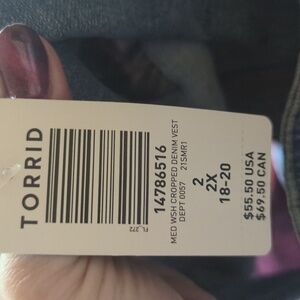 TORRID
FL_272
14786516
MED WSH CROPPED DENIM VEST
DEPT 0057 21SMR1
2
2X
18-20
$55.50 USA
$69.50 CAN